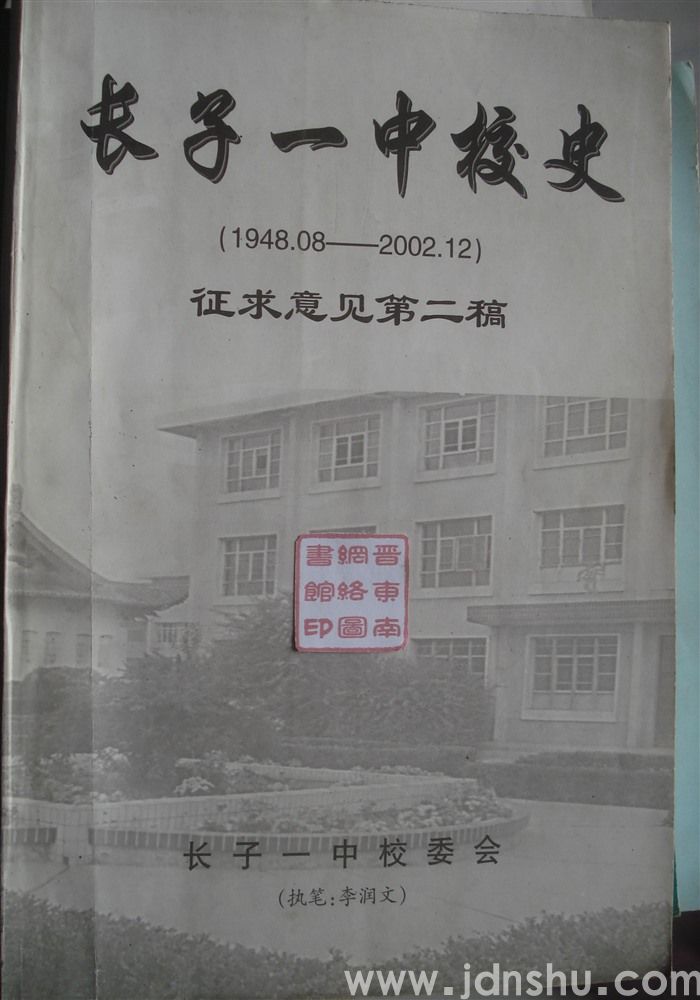 长子一中校史
(1948.08——2002.12)
征求意见第二稿
晋東南
網絡圖
書館印
长子一中校委会
(执笔:李润文)
www.jdnshu.com